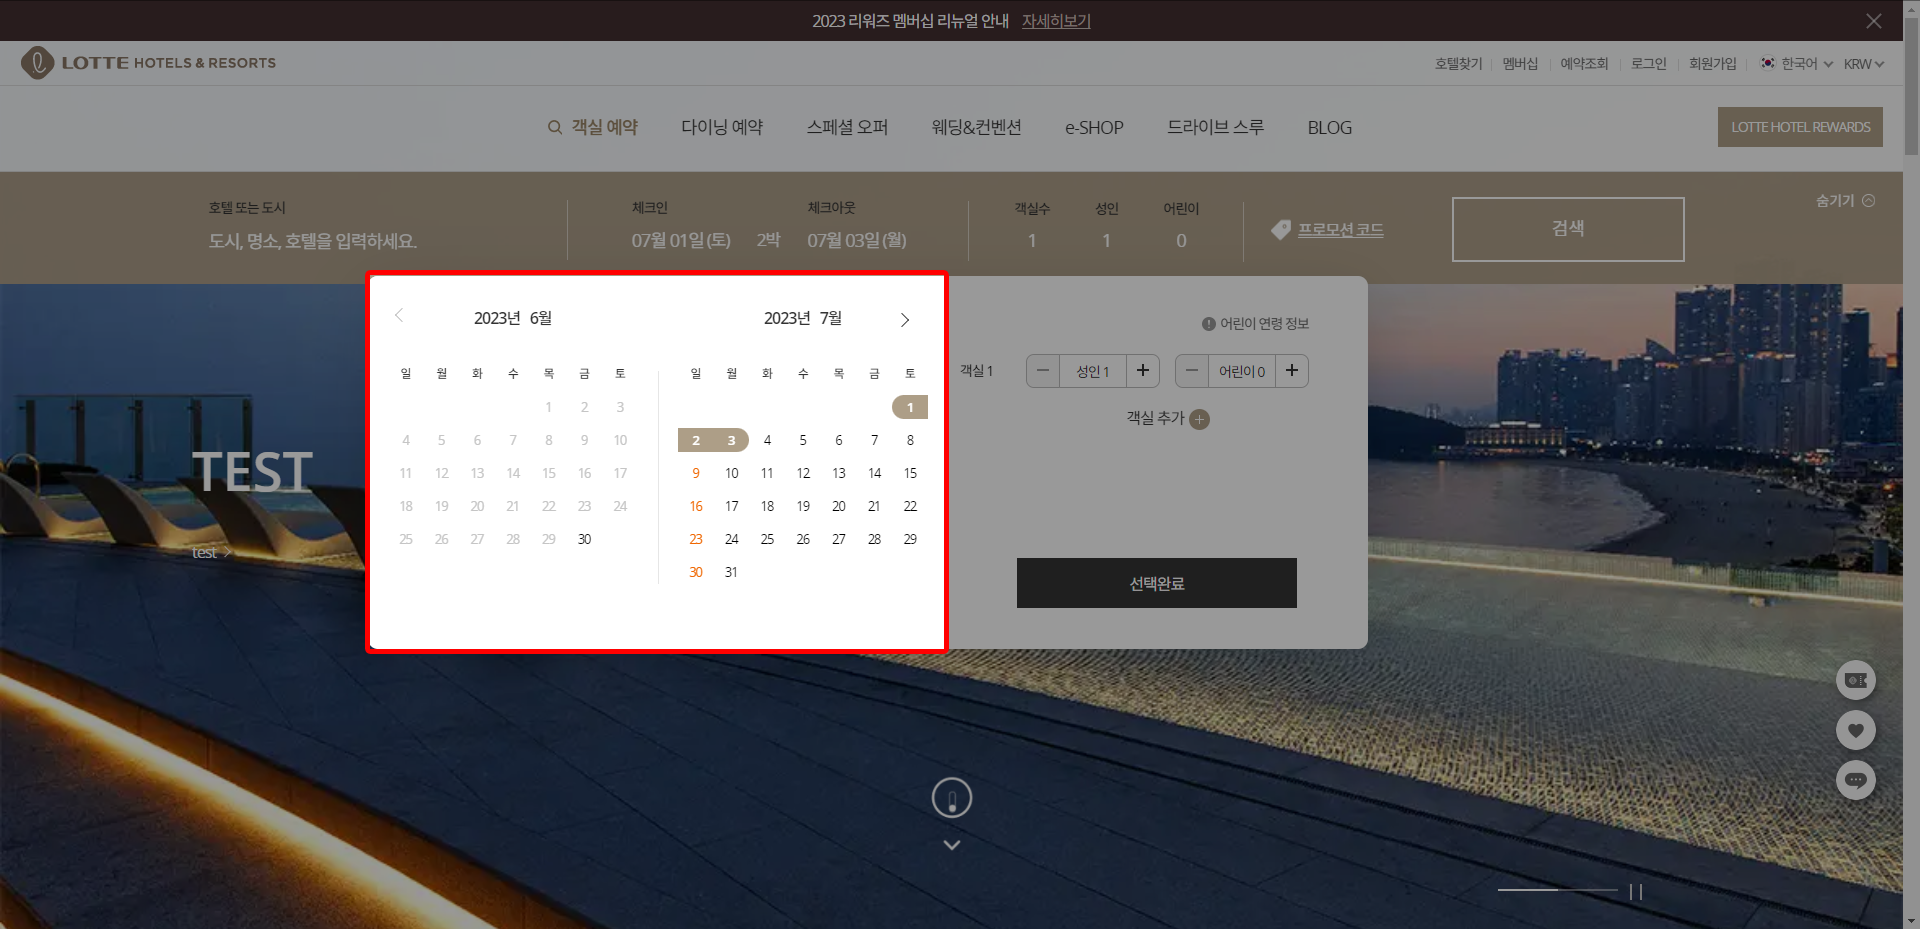 2023 리워즈 멤버십 리뉴얼 안내 자세히보기
LOTTE HOTELS & RESORTS
호텔찾기 멤버십 예약조회 로그인 회원가입 한국어 KRW
객실 예약 다이닝 예약 스페셜 오퍼 웨딩&컨벤션 e-SHOP 드라이브 스루 BLOG
LOTTE HOTEL REWARDS
호텔 또는 도시 체크인 체크아웃 객실수 성인 어린이
도시, 명소, 호텔을 입력하세요. 07월 01일 (토) 2박 07월 03일 (월) 1 1 0
프로모션 코드
검색
숨기기
2023년 6월
일 월 화 수 목 금 토
1 2 3
4 5 6 7 8 9 10
11 12 13 14 15 16 17
18 19 20 21 22 23 24
25 26 27 28 29 30
2023년 7월
일 월 화 수 목 금 토
1
2 3 4 5 6 7 8
9 10 11 12 13 14 15
16 17 18 19 20 21 22
23 24 25 26 27 28 29
30 31
어린이 연령 정보
객실 1 성인 1 어린이 0
객실 추가
선택완료
TEST
test